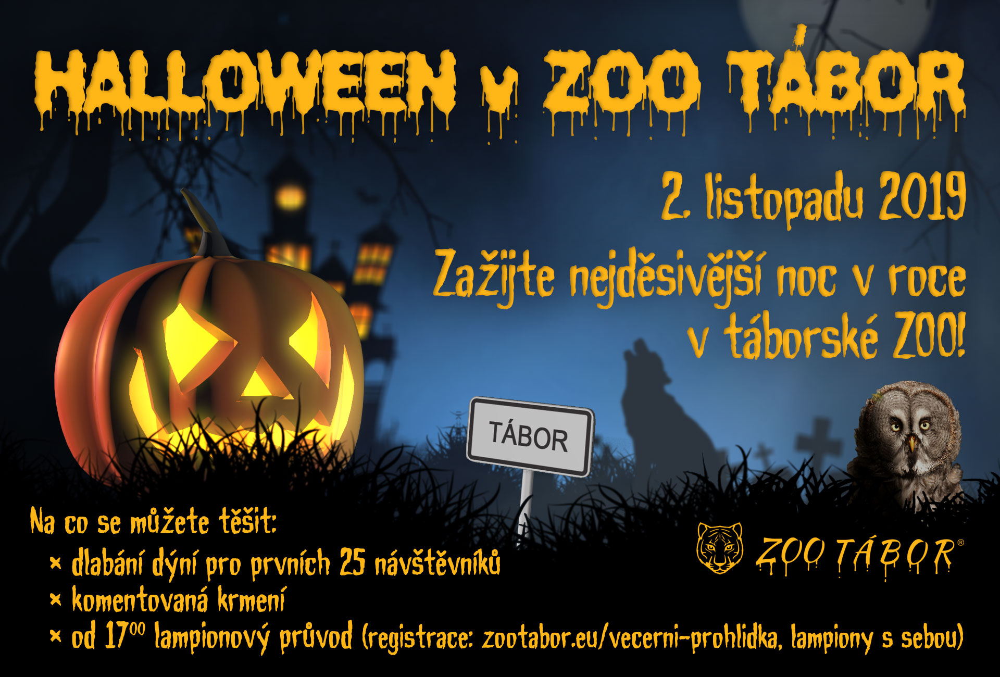 HALLOWEEN v ZOO TÁBOR
2. listopadu 2019
Zažijte nejděsivější noc v roce
v táborské ZOO!
TÁBOR
Na co se můžete těšit:
× dlabání dýní pro prvních 25 návštěvníků
× komentovaná krmení
× od 17⁰⁰ lampionový průvod (registrace: zootabor.eu/vecerni-prohlidka, lampiony s sebou)
ZOO TÁBOR®